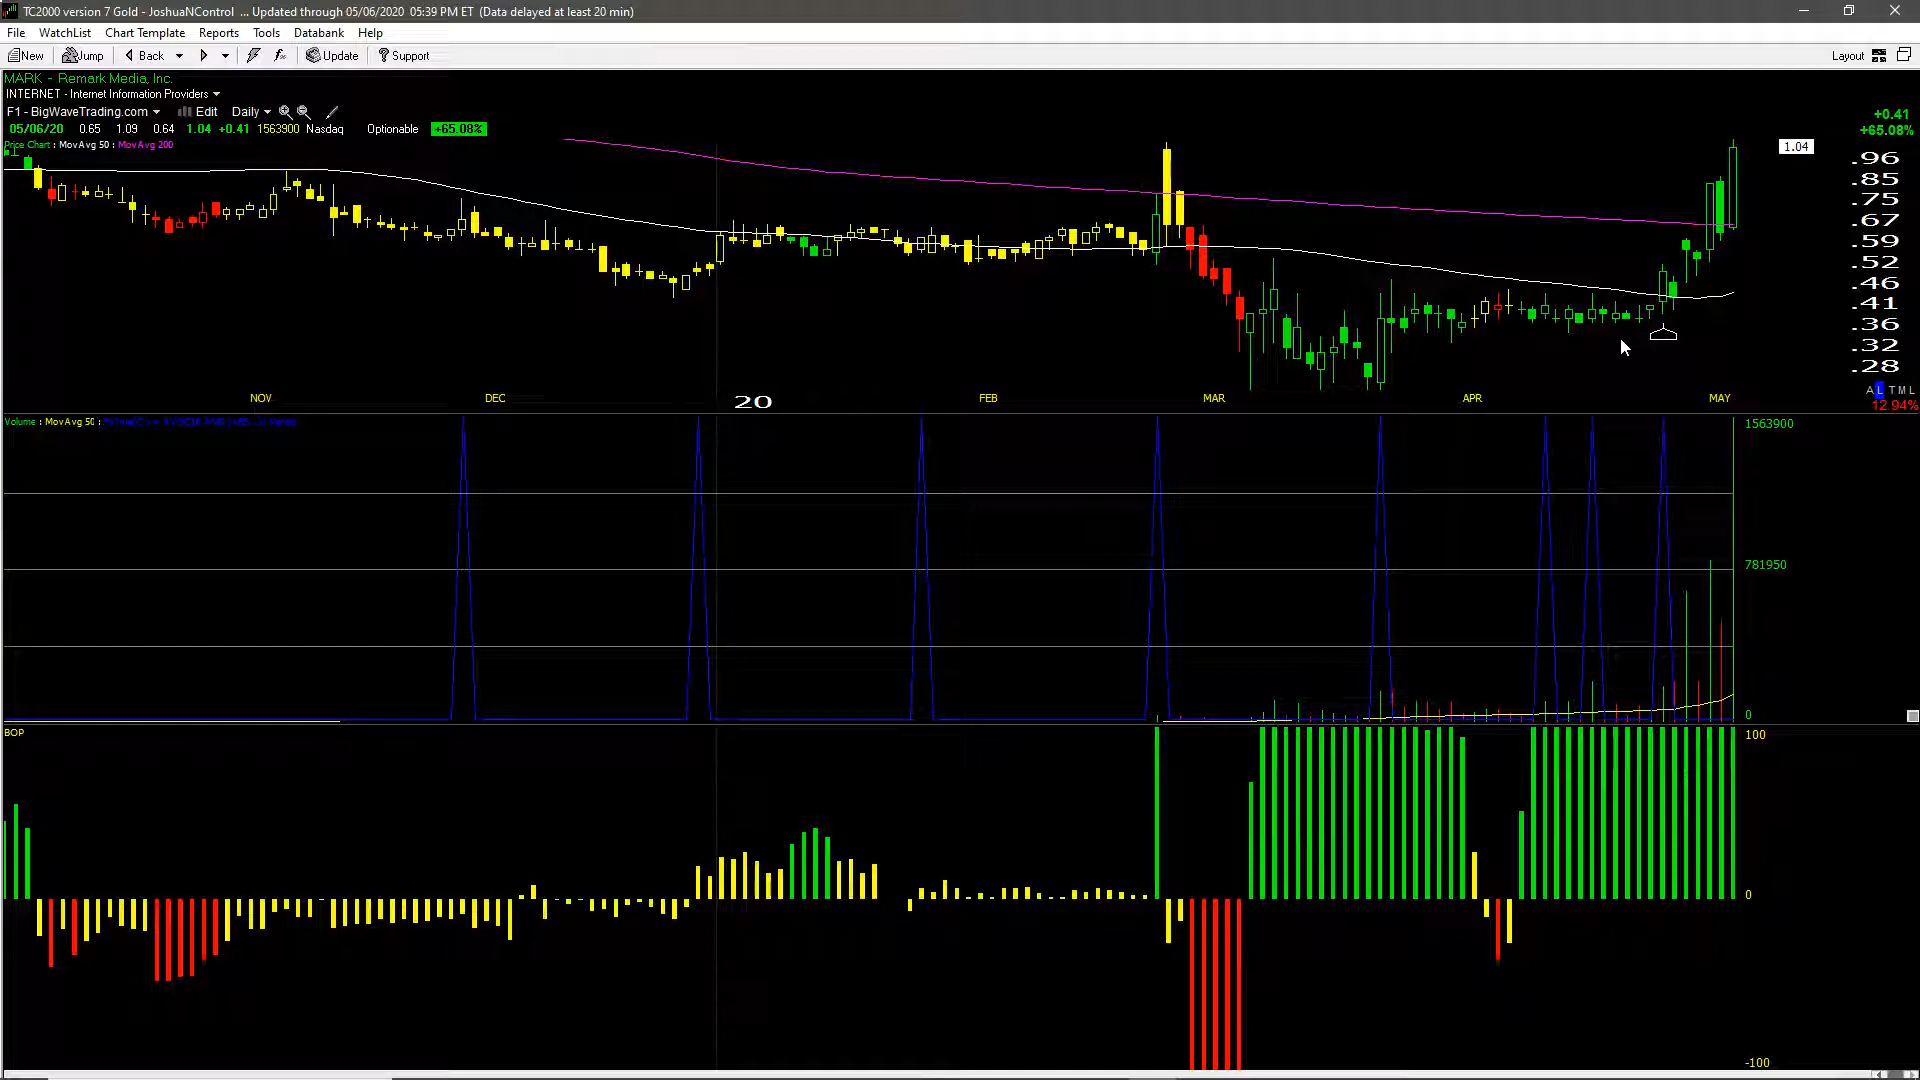 TC2000 version 7 Gold - JoshuaNControl ... Updated through 05/06/2020 05:39 PM ET (Data delayed at least 20 min)
File WatchList Chart Template Reports Tools Databank Help
New Jump Back Update Support Layout
MARK - Remark Media, Inc.
INTERNET - Internet Information Providers
F1 - BigWaveTrading.com Edit Daily
+0.41
05/06/20 0.65 1.09 0.64 1.04 +0.41 1563900 Nasdaq Optionable +65.08%
+65.08%
Price Chart : MovAvg 50 : MovAvg 200
1.04
.96
.85
.75
.67
.59
.52
.46
.41
.36
.32
.28
A L T M L
NOV DEC 20 FEB MAR APR MAY
12.94%
Volume : MovAvg 50 :
1563900
781950
0
BOP
100
0
-100